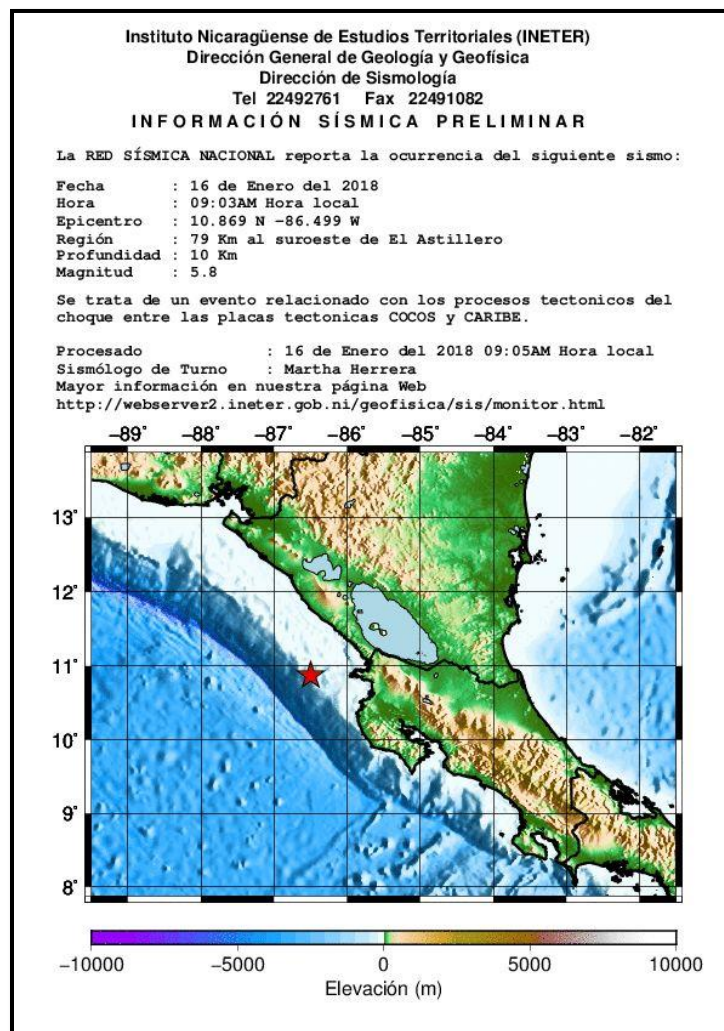 Instituto Nicaragüense de Estudios Territoriales (INETER)
Dirección General de Geología y Geofísica
Dirección de Sismología
Tel 22492761 Fax 22491082
INFORMACIÓN SÍSMICA PRELIMINAR
La RED SÍSMICA NACIONAL reporta la ocurrencia del siguiente sismo:
Fecha : 16 de Enero del 2018
Hora : 09:03AM Hora local
Epicentro : 10.869 N -86.499 W
Región : 79 Km al suroeste de El Astillero
Profundidad : 10 Km
Magnitud : 5.8
Se trata de un evento relacionado con los procesos tectonicos del
choque entre las placas tectonicas COCOS y CARIBE.
Procesado : 16 de Enero del 2018 09:05AM Hora local
Sismólogo de Turno : Martha Herrera
Mayor información en nuestra página Web
http://webserver2.ineter.gob.ni/geofisica/sis/monitor.html
-89° -88° -87° -86° -85° -84° -83° -82°
13°
12°
11°
10°
9°
8°
-10000 -5000 0 5000 10000
Elevación (m)